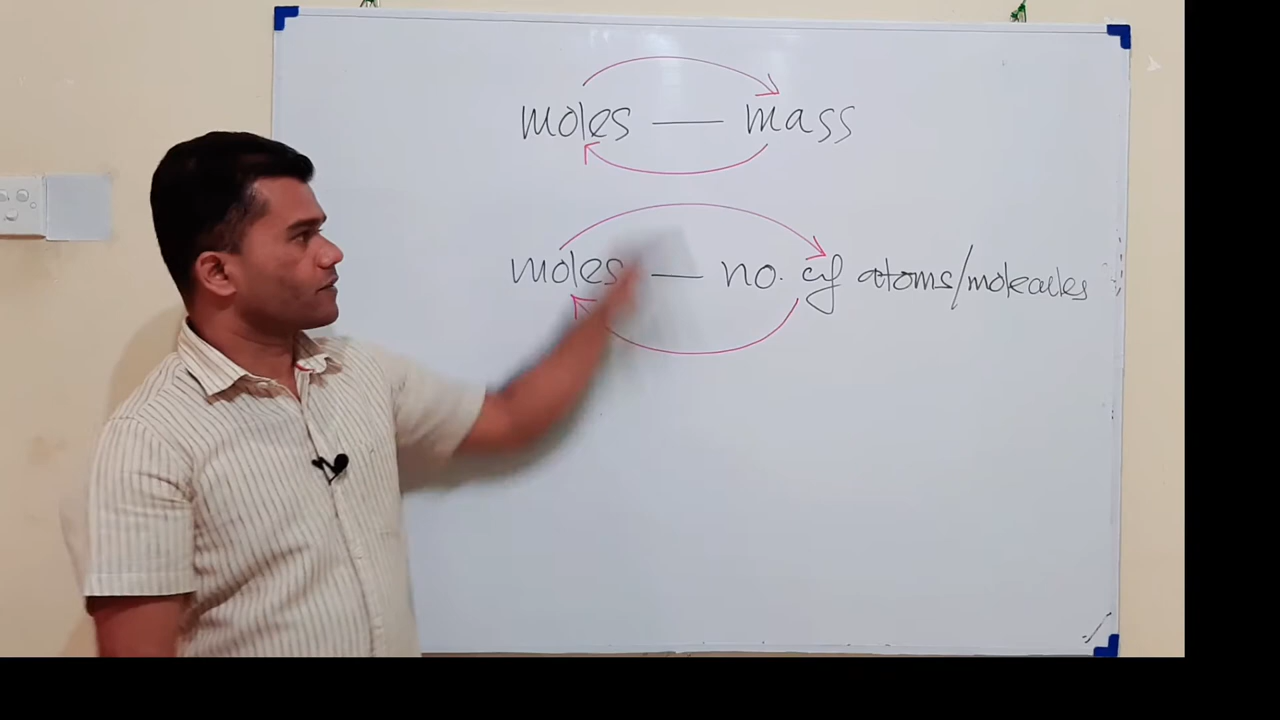 moles — mass
moles — no. of atoms/molecules